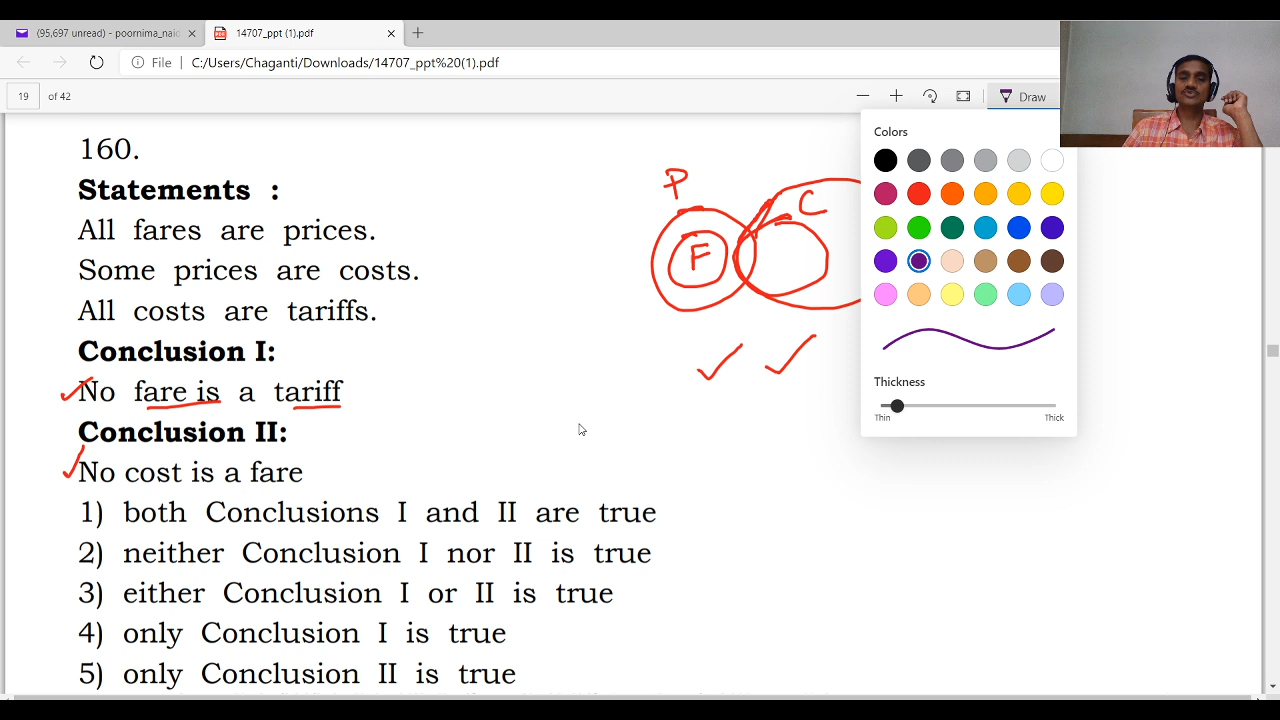 (95,697 unread) - poornima_naid
14707_ppt (1).pdf
File
C:/Users/Chaganti/Downloads/14707_ppt%20(1).pdf
19 of 42
Draw
160.
Statements :
All fares are prices.
Some prices are costs.
All costs are tariffs.
Conclusion I:
No fare is a tariff
Conclusion II:
No cost is a fare
1) both Conclusions I and II are true
2) neither Conclusion I nor II is true
3) either Conclusion I or II is true
4) only Conclusion I is true
5) only Conclusion II is true
P
F
C
Colors
Thickness
Thin Thick